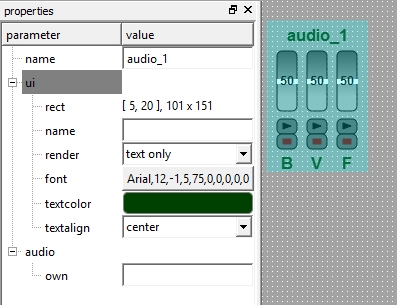 properties
parameter value
name audio_1
ui
rect [ 5, 20 ], 101 x 151
name
render text only
font Arial,12,-1,5,75,0,0,0,0,0
textcolor
textalign center
audio
own
audio_1
50 50 50
B V F